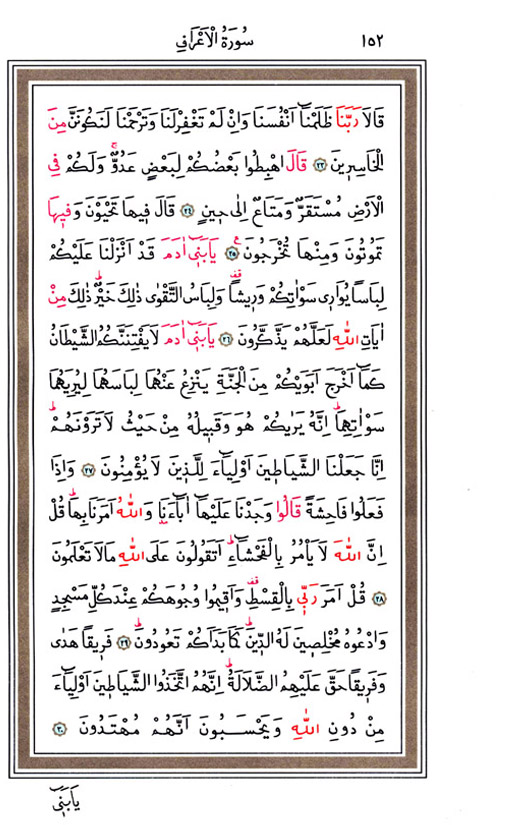 ١٥٢ سُورَةُ الْاَعْرَافِ
قَالَا رَبَّنَا ظَلَمْنَٓا اَنْفُسَنَا وَاِنْ لَمْ تَغْفِرْ لَنَا وَتَرْحَمْنَا لَنَكُونَنَّ مِنَ
الْخَاسِرٖينَ ﴿٢٣﴾ قَالَ اهْبِطُوا بَعْضُكُمْ لِبَعْضٍ عَدُوٌّۚ وَلَكُمْ فِي
الْاَرْضِ مُسْتَقَرٌّ وَمَتَاعٌ اِلٰى حٖينٍ ﴿٢٤﴾ قَالَ فٖيهَا تَحْيَوْنَ وَفٖيهَا
تَمُوتُونَ وَمِنْهَا تُخْرَجُونَࣖ ﴿٢٥﴾ يَا بَنٖٓي اٰدَمَ قَدْ اَنْزَلْنَا عَلَيْكُمْ
لِبَاساً يُوَارٖي سَوْاٰتِكُمْ وَرٖيشاًۜ وَلِبَاسُ التَّقْوٰى ذٰلِكَ خَيْرٌۜ ذٰلِكَ مِنْ
اٰيَاتِ اللّٰهِ لَعَلَّهُمْ يَذَّكَّرُونَ ﴿٢٦﴾ يَا بَنٖٓي اٰدَمَ لَا يَفْتِنَنَّكُمُ الشَّيْطَانُ
كَمَٓا اَخْرَجَ اَبَوَيْكُمْ مِنَ الْجَنَّةِ يَنْزِعُ عَنْهُمَا لِبَاسَهُمَا لِيُرِيَهُمَا
سَوْاٰتِهِمَاۜ اِنَّهُ يَرٰيكُمْ هُوَ وَقَبٖيلُهُ مِنْ حَيْثُ لَا تَرَوْنَهُمْۜ
اِنَّا جَعَلْنَا الشَّيَاطٖينَ اَوْلِيَٓاءَ لِلَّذٖينَ لَا يُؤْمِنُونَ ﴿٢٧﴾ وَاِذَا
فَعَلُوا فَاحِشَةً قَالُوا وَجَدْنَا عَلَيْهَٓا اٰبَٓاءَنَا وَاللّٰهُ اَمَرَنَا بِهَاۜ قُلْ
اِنَّ اللّٰهَ لَا يَأْمُرُ بِالْفَحْشَٓاءِۜ اَتَقُولُونَ عَلَى اللّٰهِ مَا لَا تَعْلَمُونَ
﴿٢٨﴾ قُلْ اَمَرَ رَبّٖي بِالْقِسْطِ۠ وَاَقٖيمُوا وُجُوهَكُمْ عِنْدَ كُلِّ مَسْجِدٍ
وَادْعُوهُ مُخْلِصٖينَ لَهُ الدّٖينَۜ كَمَا بَدَاَكُمْ تَعُودُونَۜ ﴿٢٩﴾ فَرٖيقاً هَدٰى
وَفَرٖيقاً حَقَّ عَلَيْهِمُ الضَّلَالَةُۜ اِنَّهُمُ اتَّخَذُوا الشَّيَاطٖينَ اَوْلِيَٓاءَ
مِنْ دُونِ اللّٰهِ وَيَحْسَبُونَ اَنَّهُمْ مُهْتَدُونَ ﴿٣٠﴾
يَا بَنٖٓي